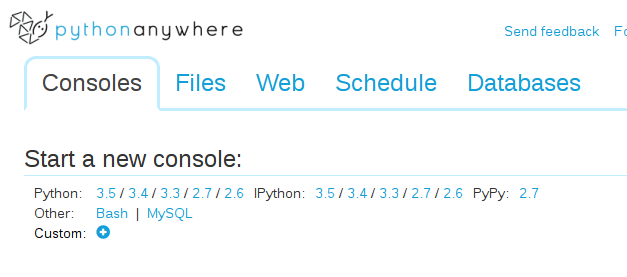 pythonanywhere
Send feedback Fo
Consoles Files Web Schedule Databases
Start a new console:
Python: 3.5 / 3.4 / 3.3 / 2.7 / 2.6 IPython: 3.5 / 3.4 / 3.3 / 2.7 / 2.6 PyPy: 2.7
Other: Bash | MySQL
Custom: